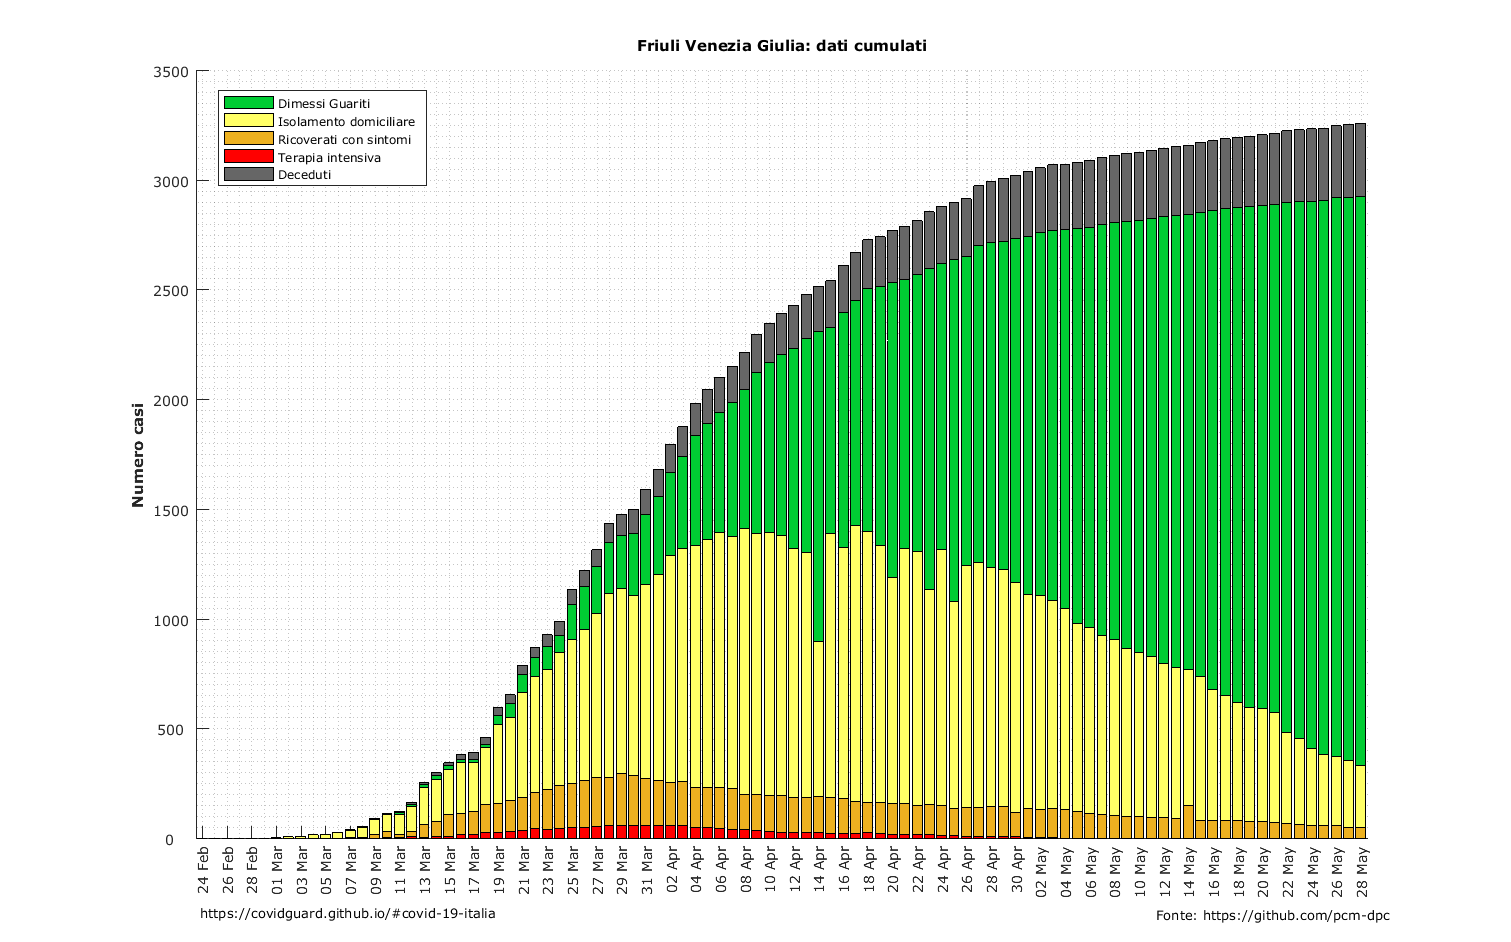 Friuli Venezia Giulia: dati cumulati
Numero casi
3500
3000
2500
2000
1500
1000
500
0
Dimessi Guariti
Isolamento domiciliare
Ricoverati con sintomi
Terapia intensiva
Deceduti
24 Feb
26 Feb
28 Feb
01 Mar
03 Mar
05 Mar
07 Mar
09 Mar
11 Mar
13 Mar
15 Mar
17 Mar
19 Mar
21 Mar
23 Mar
25 Mar
27 Mar
29 Mar
31 Mar
02 Apr
04 Apr
06 Apr
08 Apr
10 Apr
12 Apr
14 Apr
16 Apr
18 Apr
20 Apr
22 Apr
24 Apr
26 Apr
28 Apr
30 Apr
02 May
04 May
06 May
08 May
10 May
12 May
14 May
16 May
18 May
20 May
22 May
24 May
26 May
28 May
https://covidguard.github.io/#covid-19-italia
Fonte: https://github.com/pcm-dpc